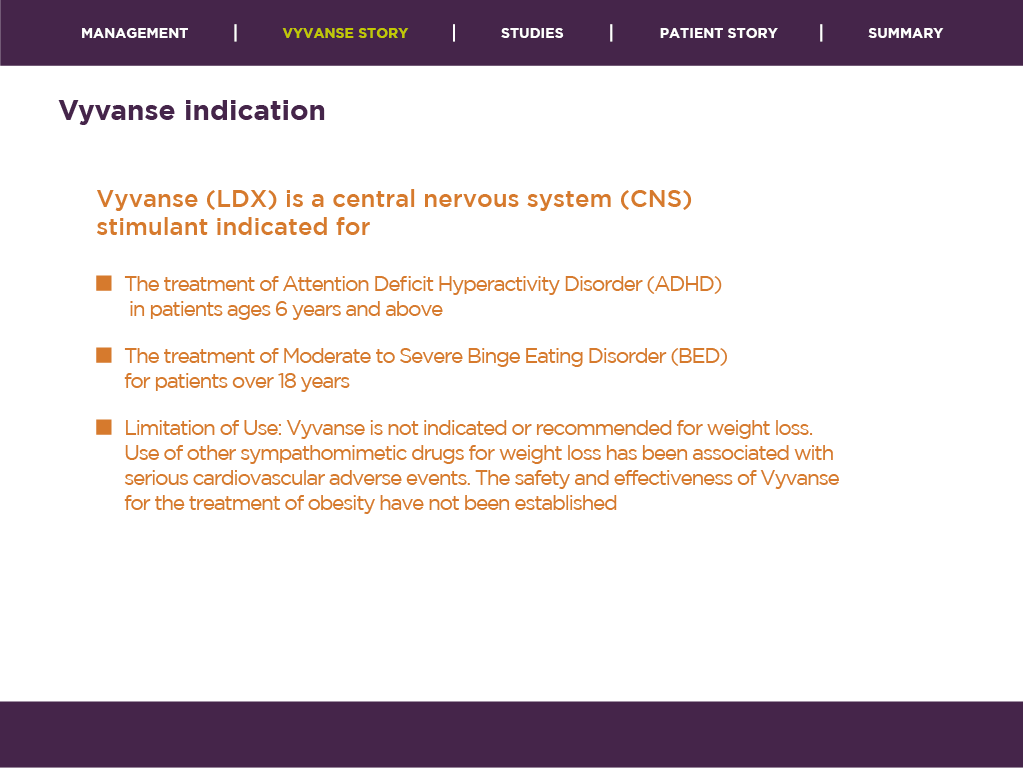 MANAGEMENT | VYVANSE STORY | STUDIES | PATIENT STORY | SUMMARY
Vyvanse indication
Vyvanse (LDX) is a central nervous system (CNS)
stimulant indicated for
The treatment of Attention Deficit Hyperactivity Disorder (ADHD)
in patients ages 6 years and above
The treatment of Moderate to Severe Binge Eating Disorder (BED)
for patients over 18 years
Limitation of Use: Vyvanse is not indicated or recommended for weight loss.
Use of other sympathomimetic drugs for weight loss has been associated with
serious cardiovascular adverse events. The safety and effectiveness of Vyvanse
for the treatment of obesity have not been established